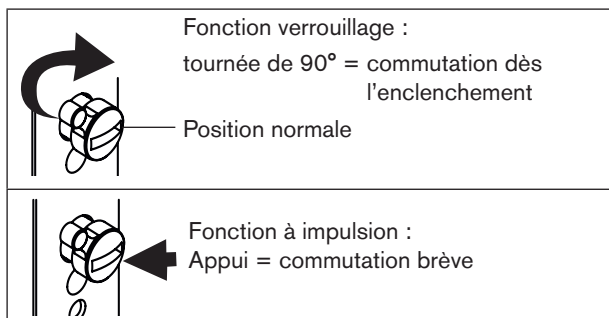 Fonction verrouillage :
tournée de 90° = commutation dès
l'enclenchement
Position normale
Fonction à impulsion :
Appui = commutation brève